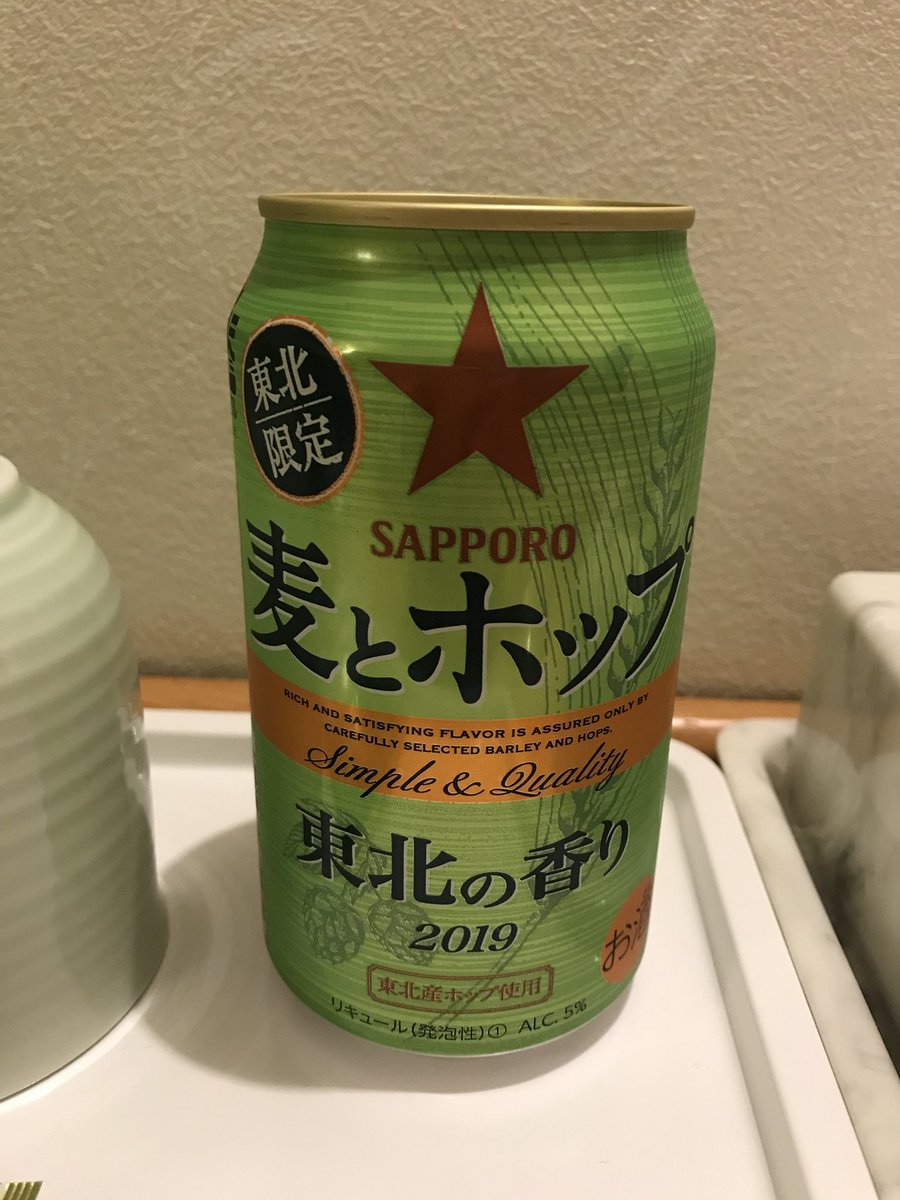 東北
限定
SAPPORO
麦とホップ
RICH AND SATISFYING FLAVOR IS ASSURED ONLY BY
CAREFULLY SELECTED BARLEY AND HOPS.
Simple & Quality
東北の香り
2019
お酒
東北産ホップ使用
リキュール(発泡性)① ALC. 5%